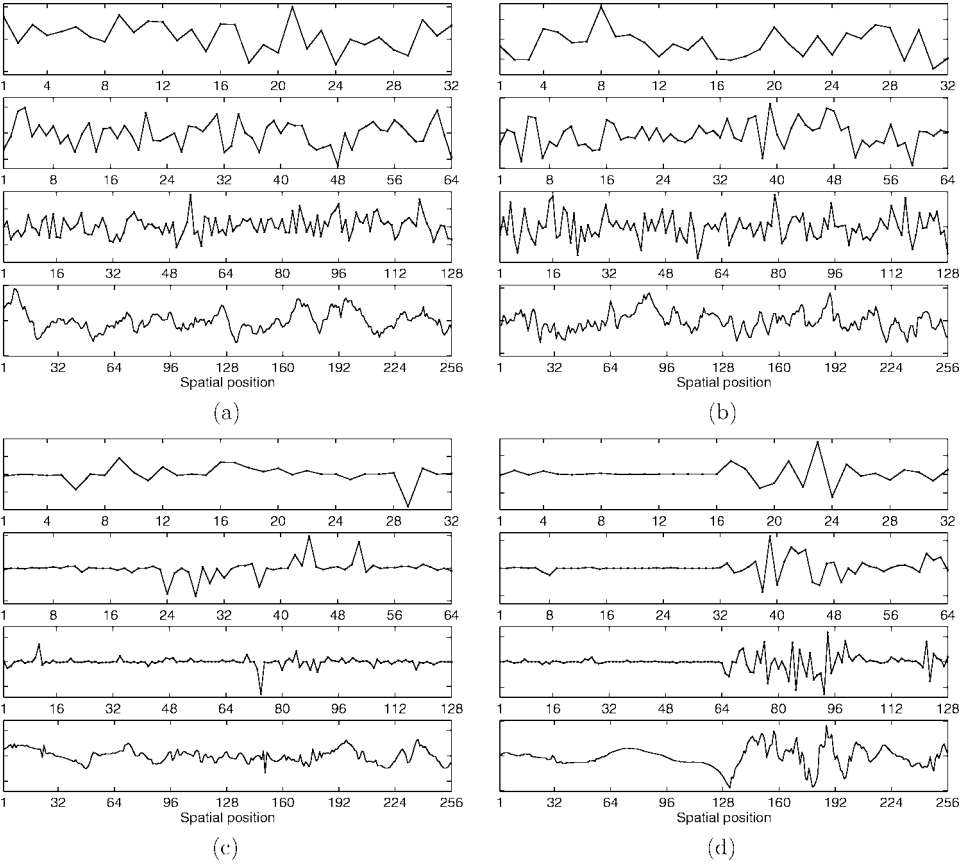 1 4 8 12 16 20 24 28 32
1 8 16 24 32 40 48 56 64
1 16 32 48 64 80 96 112 128
1 32 64 96 128 160 192 224 256
Spatial position
(a)
1 4 8 12 16 20 24 28 32
1 8 16 24 32 40 48 56 64
1 16 32 48 64 80 96 112 128
1 32 64 96 128 160 192 224 256
Spatial position
(b)
1 4 8 12 16 20 24 28 32
1 8 16 24 32 40 48 56 64
1 16 32 48 64 80 96 112 128
1 32 64 96 128 160 192 224 256
Spatial position
(c)
1 4 8 12 16 20 24 28 32
1 8 16 24 32 40 48 56 64
1 16 32 48 64 80 96 112 128
1 32 64 96 128 160 192 224 256
Spatial position
(d)